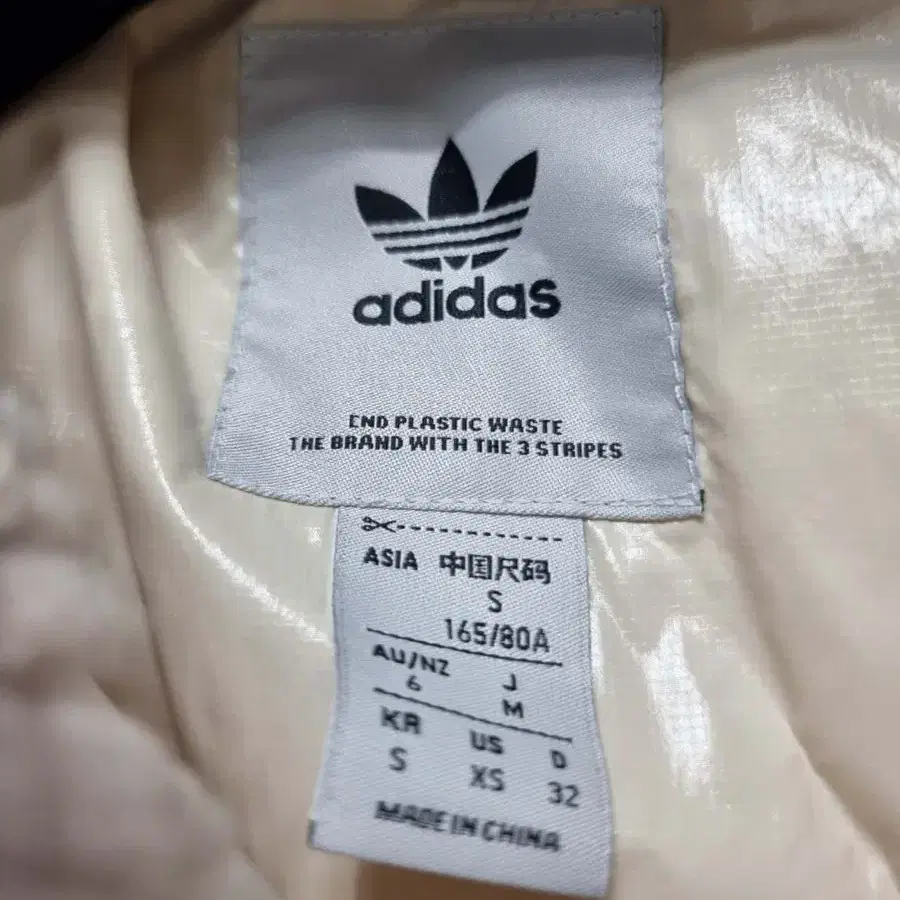 adidas
END PLASTIC WASTE
THE BRAND WITH THE 3 STRIPES
ASIA 中国尺码
S
165/80A
AU/NZ J
6 M
KR US D
S XS 32
MADE IN CHINA